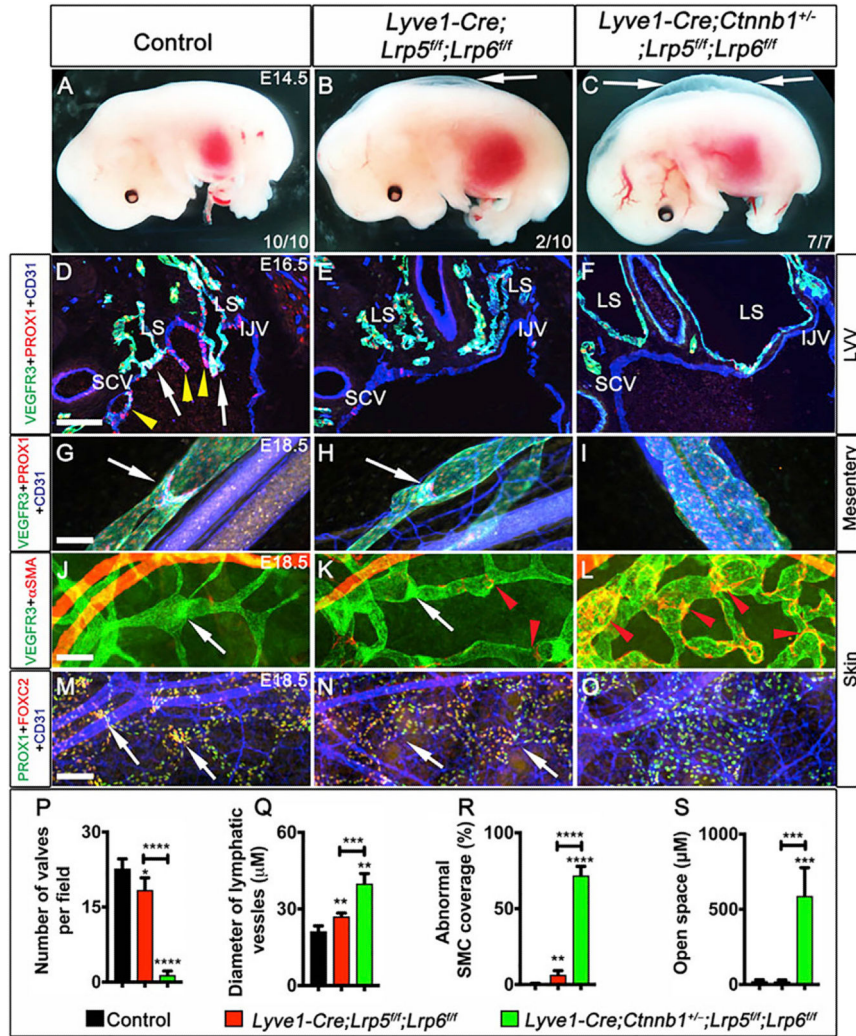 Control
Lyve1-Cre;
Lrp5f/f;Lrp6f/f
Lyve1-Cre;Ctnnb1+/-
;Lrp5f/f;Lrp6f/f
A E14.5
10/10
B
2/10
C
7/7
VEGFR3+PROX1+CD31
D E16.5
LS LS
IJV
SCV
E
LS LS
IJV
SCV
F
LS LS
IJV
SCV
LVV
VEGFR3+PROX1
+CD31
G E18.5
H
I
Mesentery
VEGFR3+αSMA
J E18.5
K
L
Skin
PROX1+FOXC2
+CD31
M E18.5
N
O
P
Number of valves
per field
30
15
0
****
*
****
Q
Diameter of lymphatic
vessles (μM)
60
30
0
***
**
**
R
Abnormal
SMC coverage (%)
100
50
0
****
****
**
S
Open space (μM)
1000
500
0
***
***
Control
Lyve1-Cre;Lrp5f/f;Lrp6f/f
Lyve1-Cre;Ctnnb1+/−;Lrp5f/f;Lrp6f/f